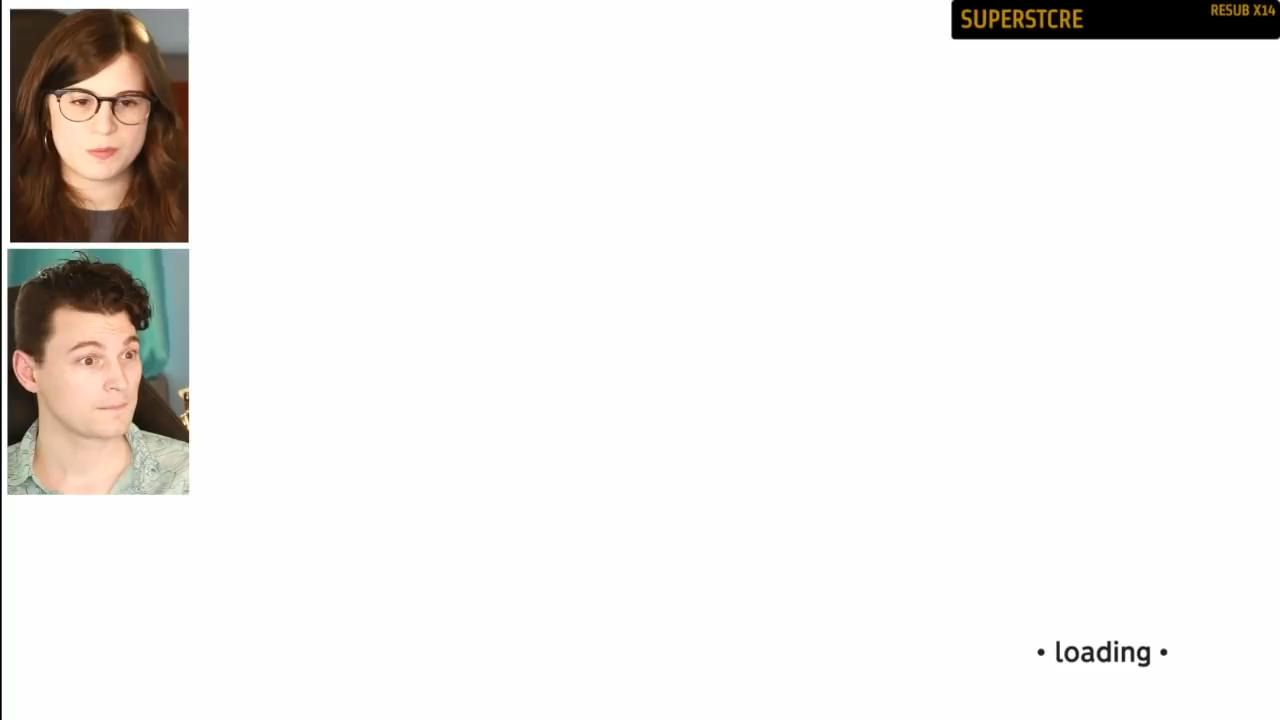 SUPERSTCRE
RESUB X14
• loading •